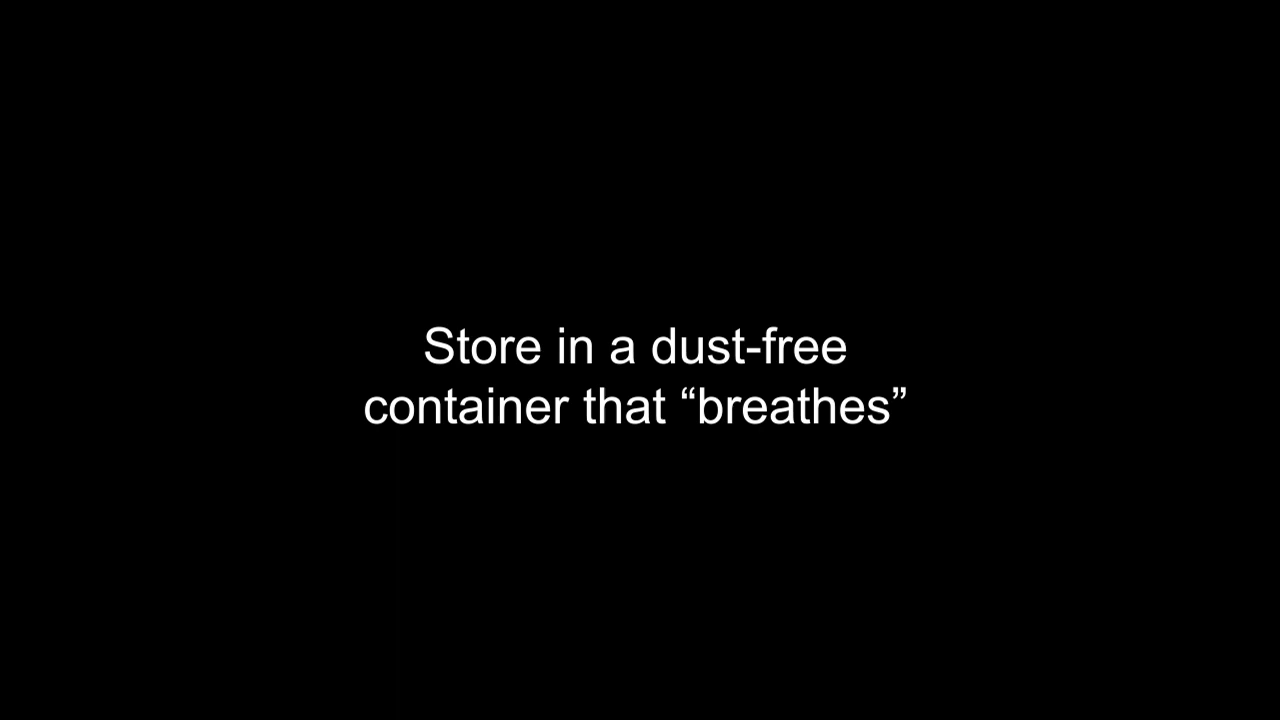 Store in a dust-free
container that “breathes”